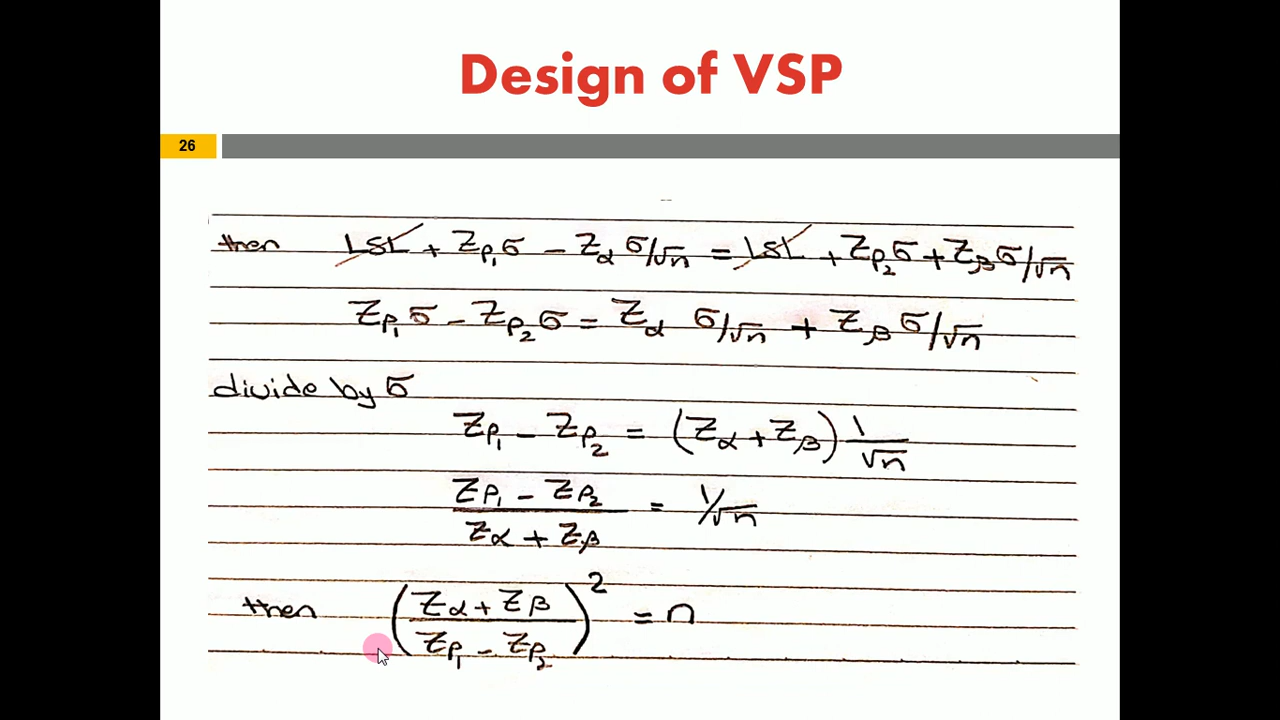 Design of VSP
26
then LSL + Zp₁σ − Zα σ/√n = LSL + Zp₂σ + Zβ σ/√n
Zp₁σ − Zp₂σ = Zα σ/√n + Zβ σ/√n
divide by σ
Zp₁ − Zp₂ = (Zα + Zβ) 1/√n
(Zp₁ − Zp₂)/(Zα + Zβ) = 1/√n
then ((Zα + Zβ)/(Zp₁ − Zp₂))² = n